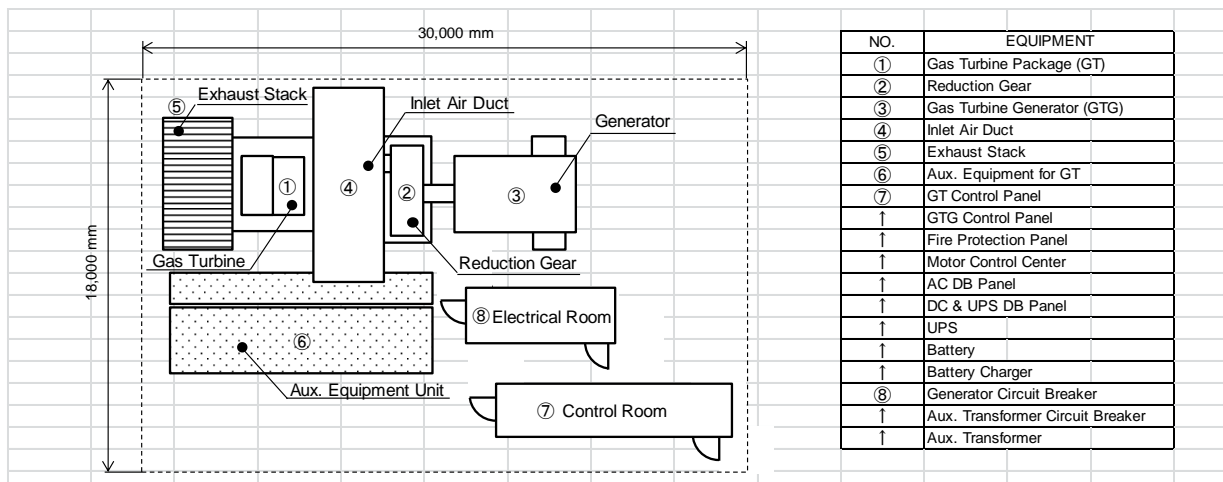 30,000 mm
18,000 mm
⑤ Exhaust Stack
Inlet Air Duct
Generator
①
④
②
③
Gas Turbine
Reduction Gear
⑧ Electrical Room
⑥
Aux. Equipment Unit
⑦ Control Room
NO. EQUIPMENT
① Gas Turbine Package (GT)
② Reduction Gear
③ Gas Turbine Generator (GTG)
④ Inlet Air Duct
⑤ Exhaust Stack
⑥ Aux. Equipment for GT
⑦ GT Control Panel
↑ GTG Control Panel
↑ Fire Protection Panel
↑ Motor Control Center
↑ AC DB Panel
↑ DC & UPS DB Panel
↑ UPS
↑ Battery
↑ Battery Charger
⑧ Generator Circuit Breaker
↑ Aux. Transformer Circuit Breaker
↑ Aux. Transformer